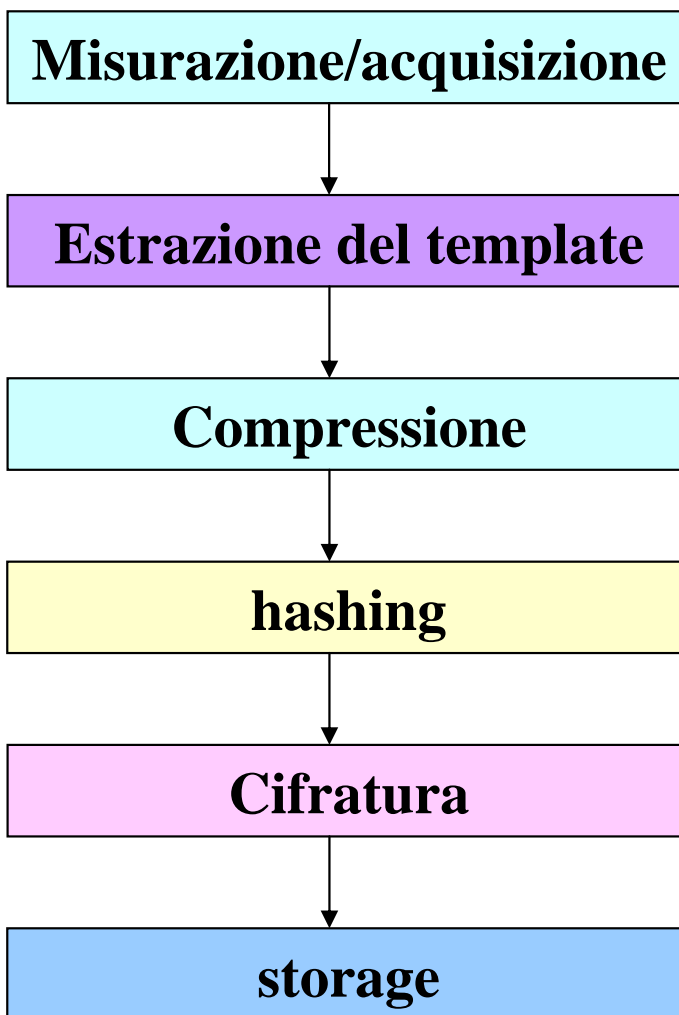 Misurazione/acquisizione
Estrazione del template
Compressione
hashing
Cifratura
storage